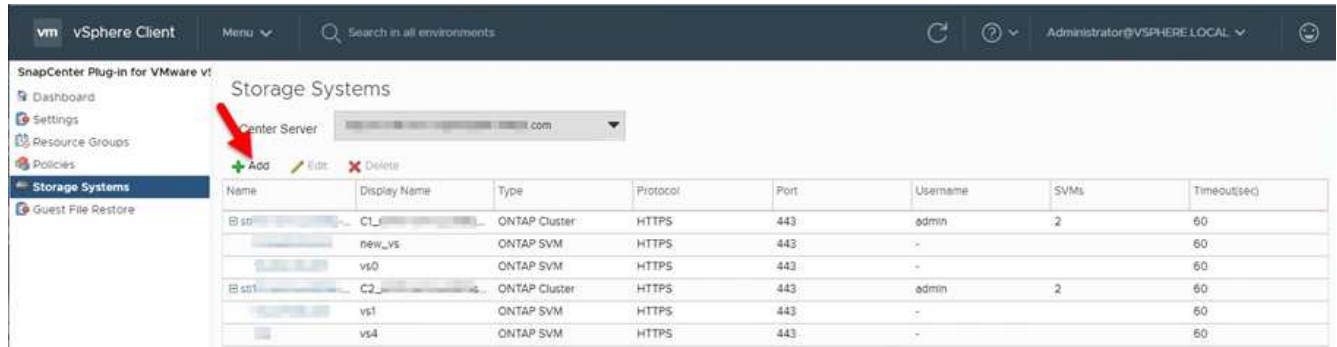 vm vSphere Client Menu Search in all environments Administrator@VSPHERE.LOCAL
SnapCenter Plug-in for VMware vS
Dashboard
Settings
Resource Groups
Policies
Storage Systems
Guest File Restore
Storage Systems
Center Server com
Add Edit Delete
Name Display Name Type Protocol Port Username SVMs Timeout(sec)
C1_ ONTAP Cluster HTTPS 443 admin 2 60
new_vs ONTAP SVM HTTPS 443 - 60
vs0 ONTAP SVM HTTPS 443 - 60
C2_ ONTAP Cluster HTTPS 443 admin 2 60
vs1 ONTAP SVM HTTPS 443 - 60
vs4 ONTAP SVM HTTPS 443 - 60